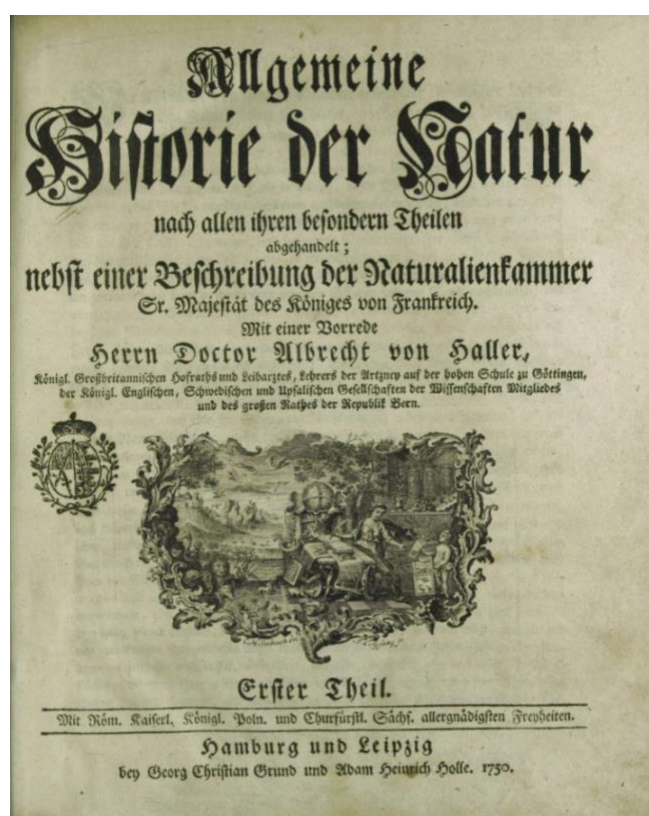 Allgemeine
Historie der Natur
nach allen ihren besondern Theilen
abgehandelt;
nebst einer Beschreibung der Naturalienkammer
Sr. Majestät des Königes von Frankreich.
Mit einer Vorrede
Herrn Doctor Albrecht von Haller,
Königl. Großbritannischen Hofraths und Leibarztes, Lehrers der Artzney auf der hohen Schule zu Göttingen,
der Königl. Englischen, Schwedischen und Upsalischen Gesellschaften der Wissenschaften Mitgliedes
und des großen Rathes der Republik Bern.
Erster Theil.
Mit Röm. Kaiserl. Königl. Poln. und Churfürstl. Sächs. allergnädigsten Freyheiten.
Hamburg und Leipzig
bey Georg Christian Grund und Adam Heinrich Holle. 1750.